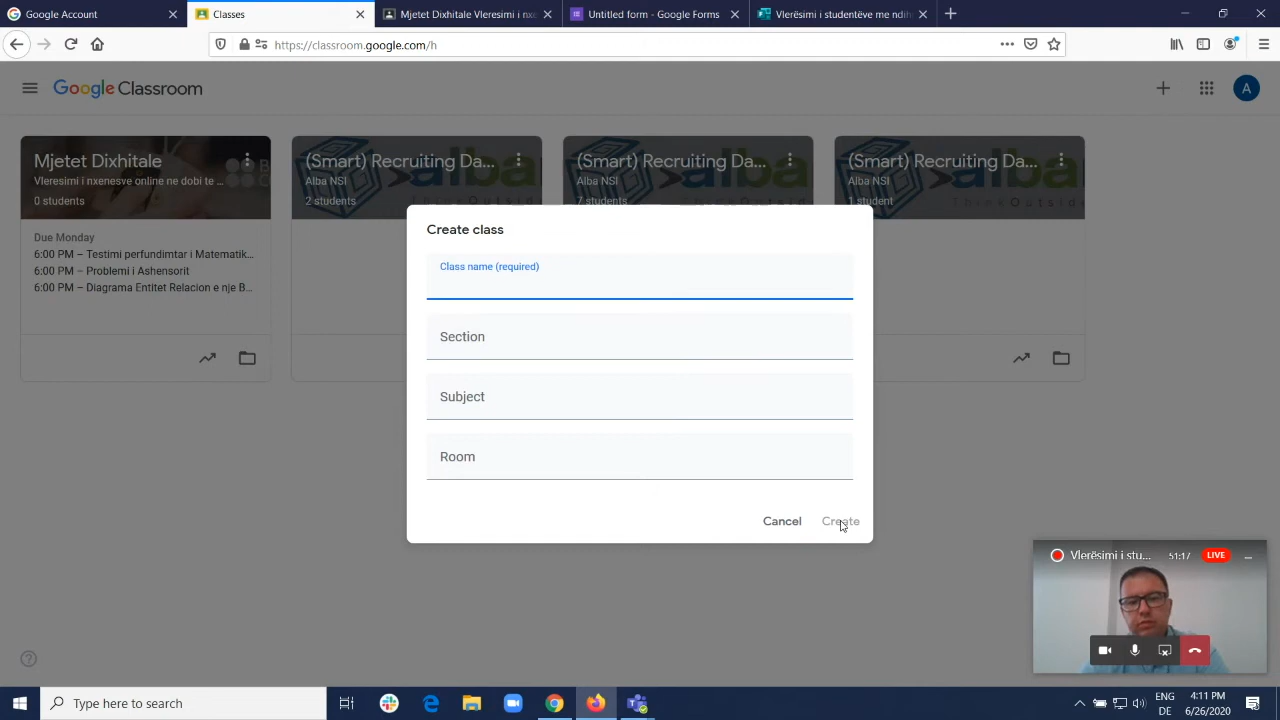 Google Account
Classes
Mjetet Dixhitale Vleresimi i nxe
Untitled form - Google Forms
Vlerësimi i studentëve me ndih
https://classroom.google.com/h
Google Classroom
A
Mjetet Dixhitale
Vleresimi i nxenesve online ne dobi te ...
0 students
Due Monday
6:00 PM – Testimi perfundimtar i Matematik...
6:00 PM – Problemi i Ashensorit
6:00 PM – Diagrama Entitet Relacion e nje B...
(Smart) Recruiting Da...
Alba NSI
2 students
(Smart) Recruiting Da...
Alba NSI
7 students
(Smart) Recruiting Da...
Alba NSI
1 student
Create class
Class name (required)
Section
Subject
Room
Cancel
Create
Vlerësimi i stu...
51:17
LIVE
Type here to search
ENG
DE
4:11 PM
6/26/2020